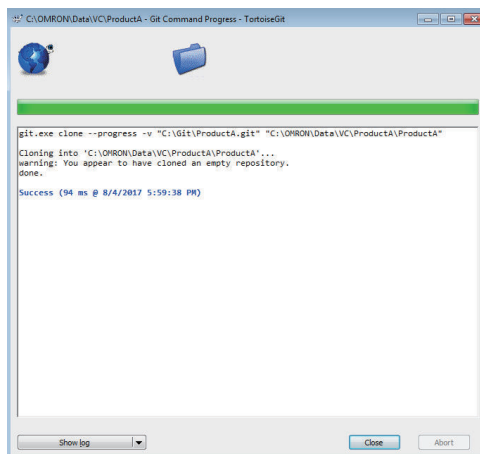 C:\OMRON\Data\VC\ProductA - Git Command Progress - TortoiseGit
git.exe clone --progress -v "C:\Git\ProductA.git" "C:\OMRON\Data\VC\ProductA\ProductA"
Cloning into 'C:\OMRON\Data\VC\ProductA\ProductA'...
warning: You appear to have cloned an empty repository.
done.
Success (94 ms @ 8/4/2017 5:59:38 PM)
Show log
Close
Abort